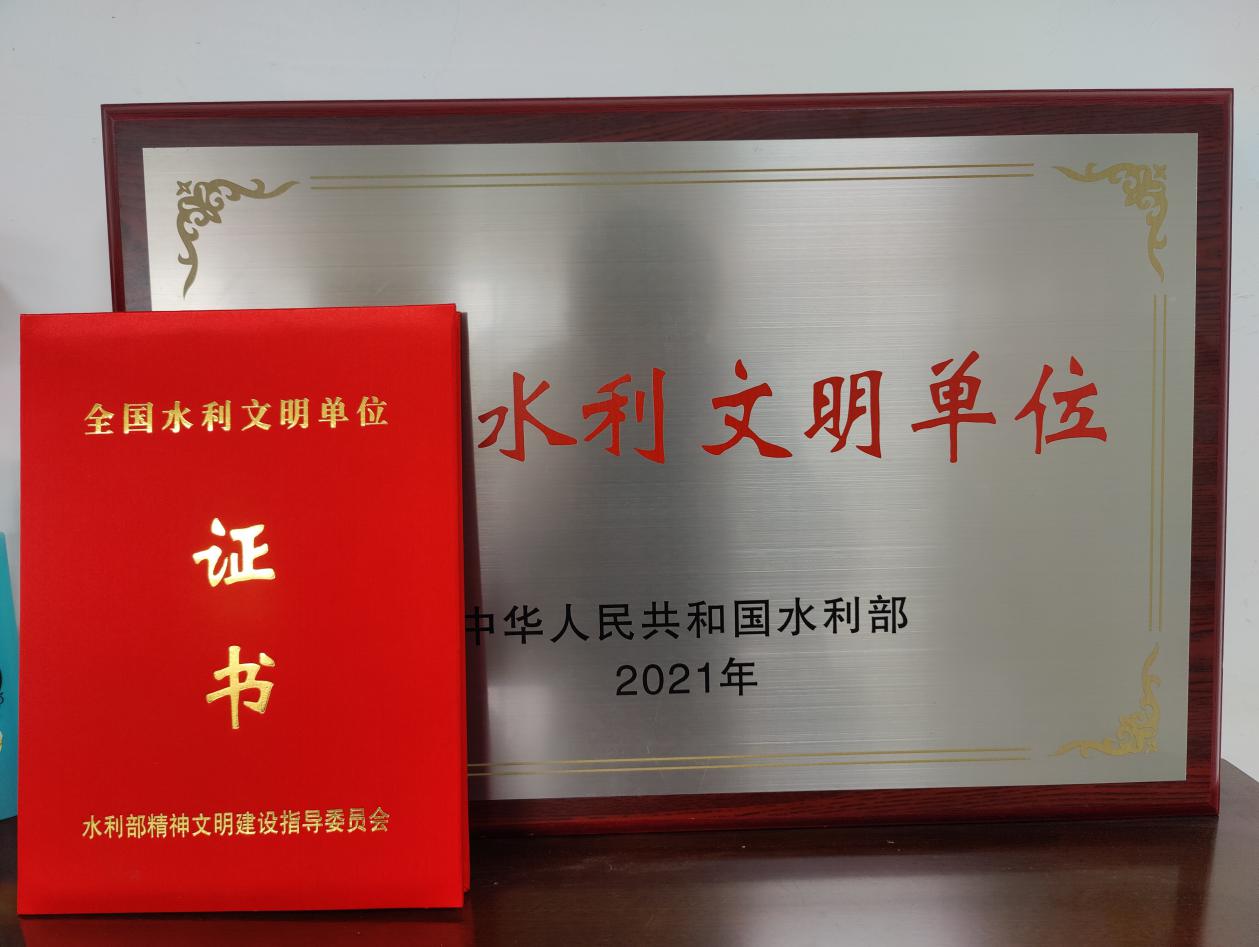 全国水利文明单位
证
书
水利部精神文明建设指导委员会
水利文明单位
中华人民共和国水利部
2021年